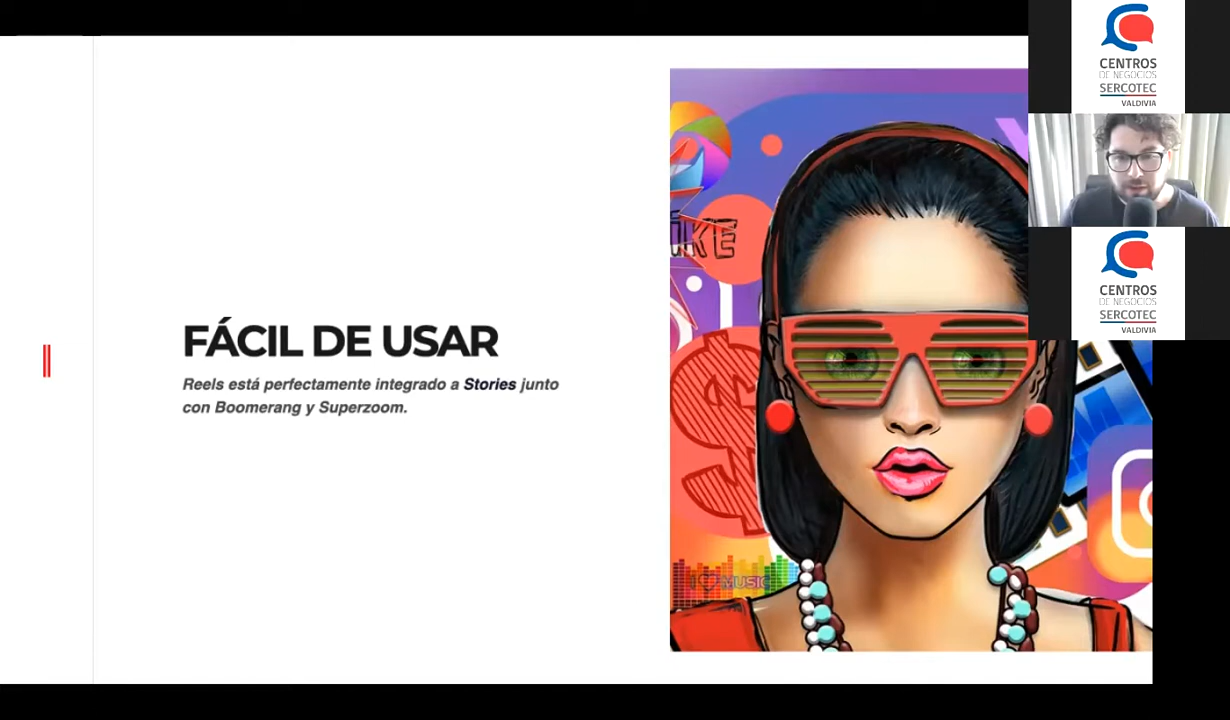 FÁCIL DE USAR
Reels está perfectamente integrado a Stories junto
con Boomerang y Superzoom.
MUSIC
CENTROS
DE NEGOCIOS
SERCOTEC
VALDIVIA
CENTROS
DE NEGOCIOS
SERCOTEC
VALDIVIA